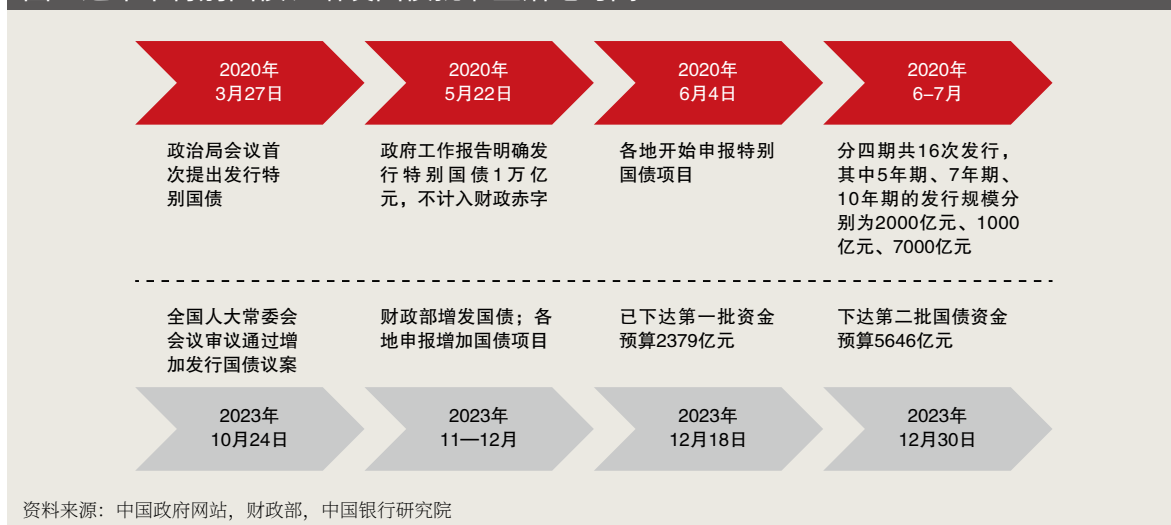 2020年
3月27日
2020年
5月22日
2020年
6月4日
2020年
6–7月
政治局会议首
次提出发行特
别国债
政府工作报告明确发
行特别国债1万亿
元，不计入财政赤字
各地开始申报特别
国债项目
分四期共16次发行，
其中5年期、7年期、
10年期的发行规模分
别为2000亿元、1000
亿元、7000亿元
全国人大常委会
会议审议通过增
加发行国债议案
财政部增发国债；各
地申报增加国债项目
已下达第一批资金
预算2379亿元
下达第二批国债资金
预算5646亿元
2023年
10月24日
2023年
11—12月
2023年
12月18日
2023年
12月30日
资料来源：中国政府网站，财政部，中国银行研究院